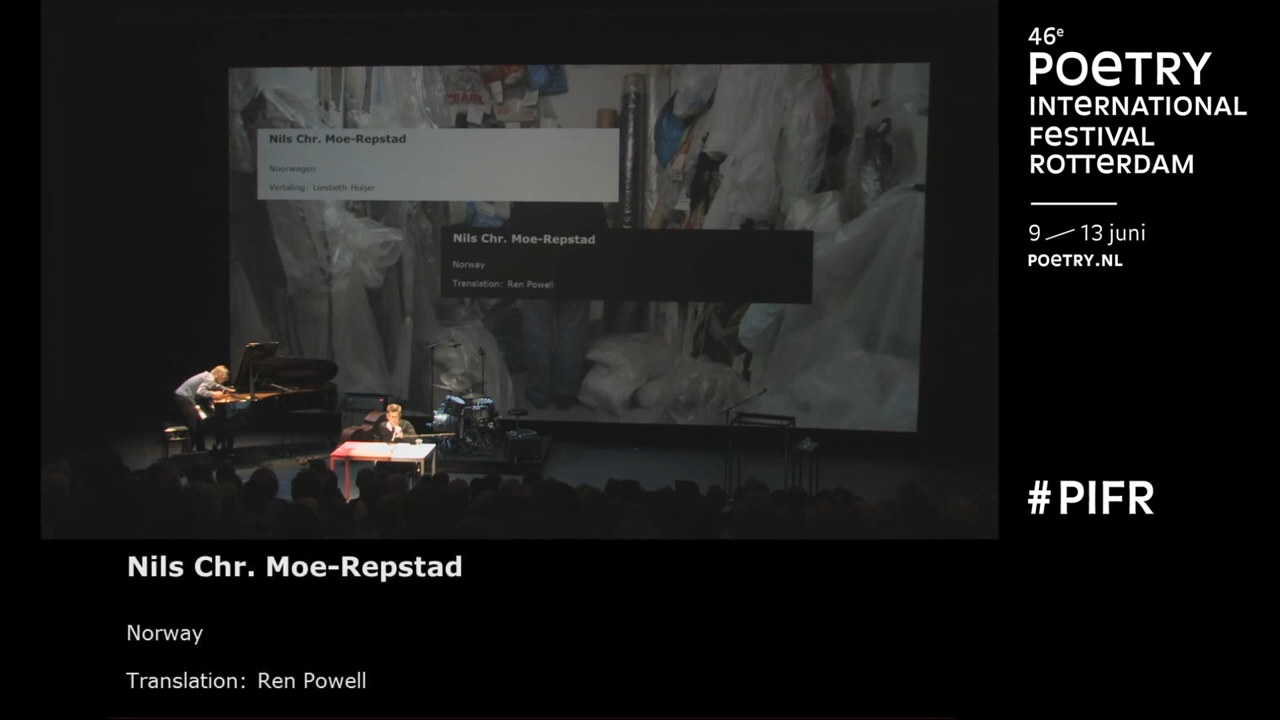 Nils Chr. Moe-Repstad
Noorwegen
Vertaling: Liesbeth Huijer
Nils Chr. Moe-Repstad
Norway
Translation: Ren Powell
46e
POeTRY
INTeRNATIONAL
FeSTIVAL
ROTTeRDAM
9 — 13 juni
POeTRY.NL
#PIFR
Nils Chr. Moe-Repstad
Norway
Translation: Ren Powell